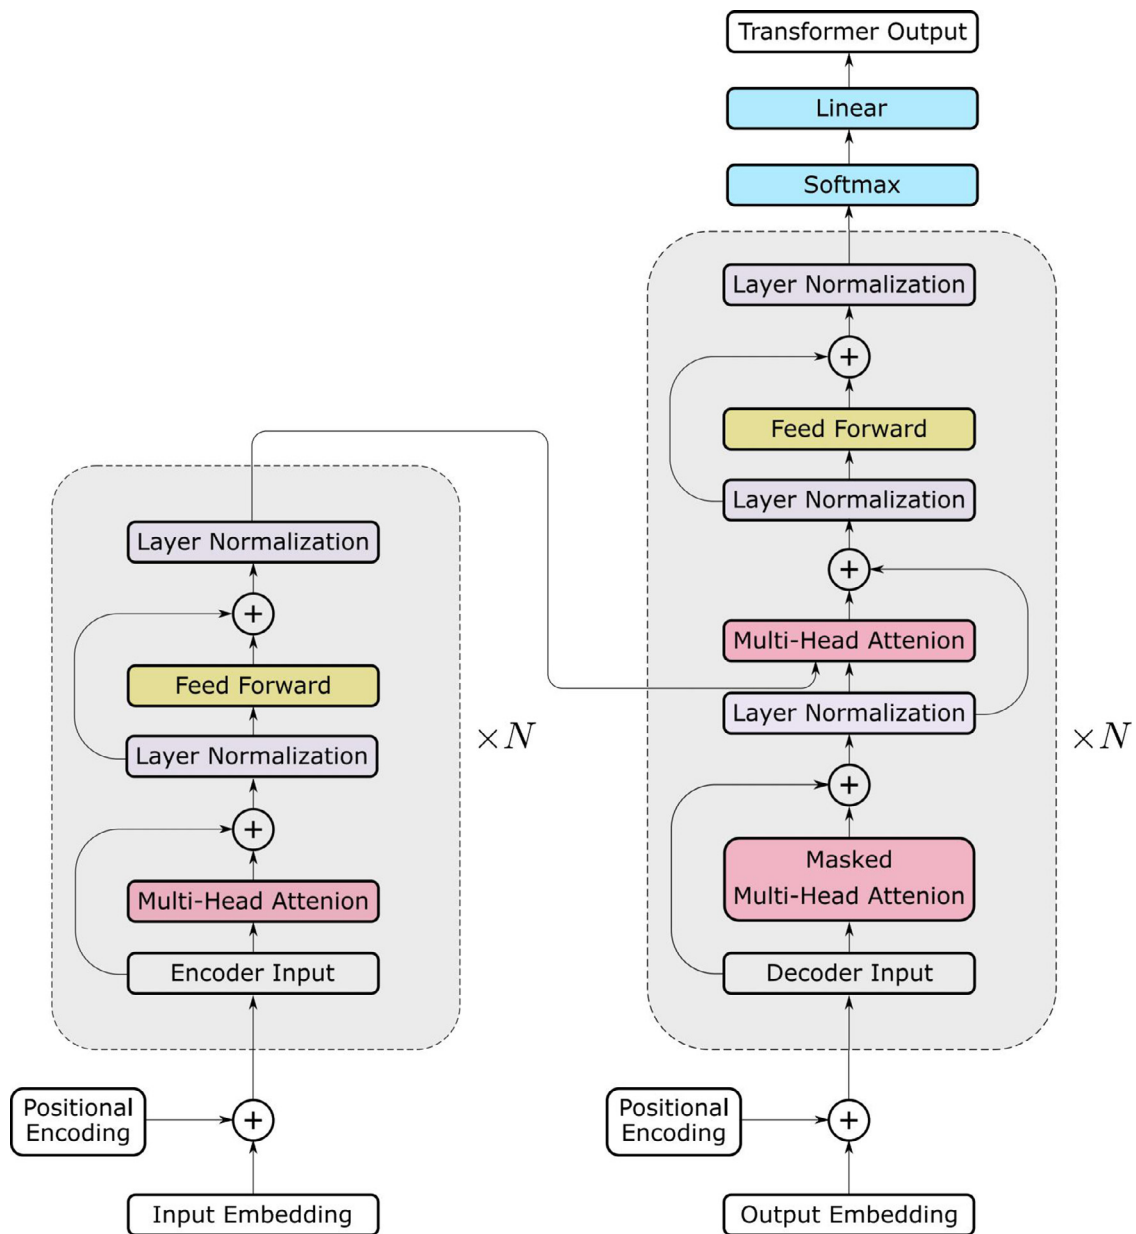 Transformer Output
Linear
Softmax
Layer Normalization
Feed Forward
Layer Normalization
Multi-Head Attenion
Layer Normalization
Masked
Multi-Head Attenion
Decoder Input
×N
Positional
Encoding
Output Embedding
Layer Normalization
Feed Forward
Layer Normalization
Multi-Head Attenion
Encoder Input
×N
Positional
Encoding
Input Embedding